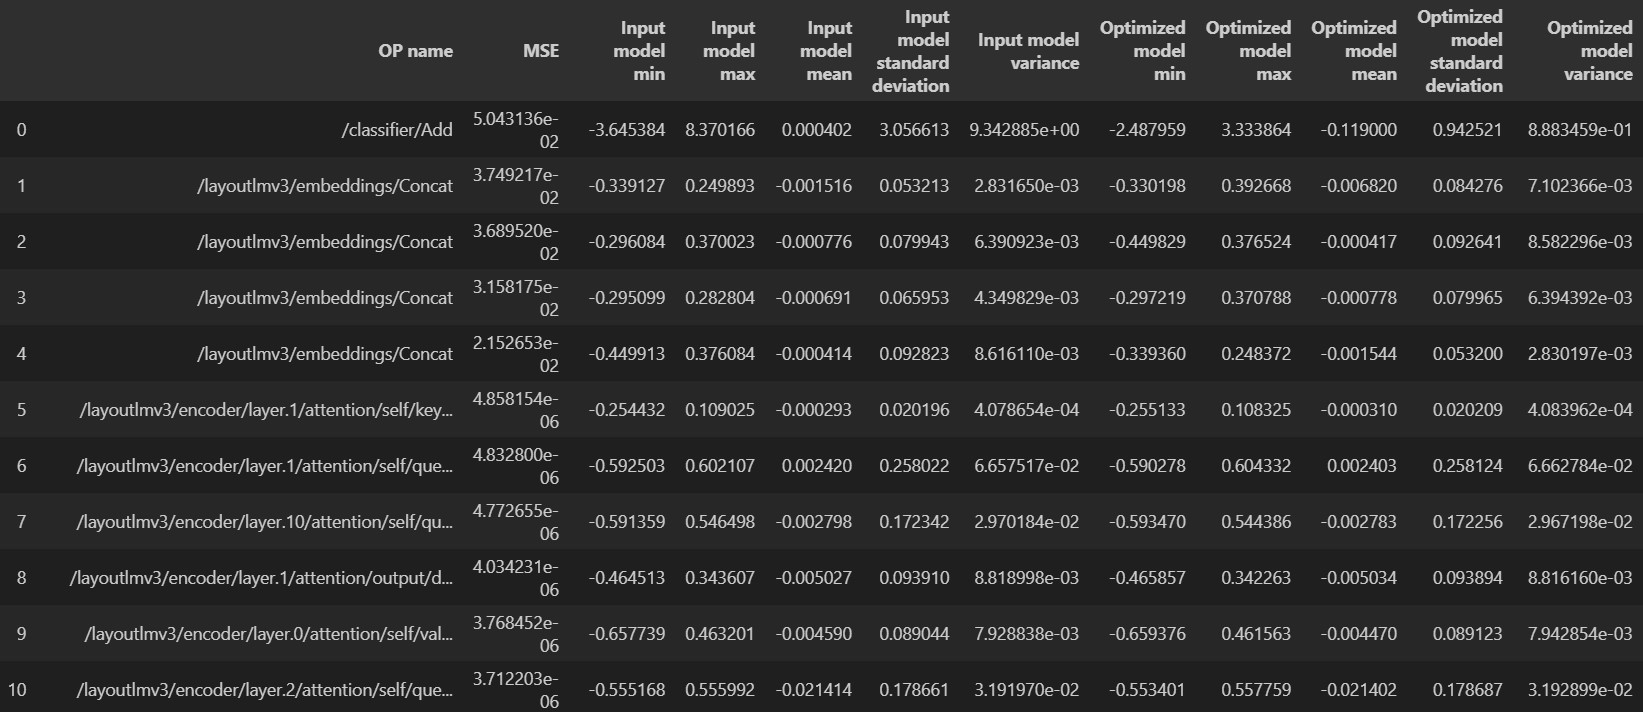 OP name MSE Input model min Input model max Input model mean Input model standard deviation Input model variance Optimized model min Optimized model max Optimized model mean Optimized model standard deviation Optimized model variance
0 /classifier/Add 5.043136e-02 -3.645384 8.370166 0.000402 3.056613 9.342885e+00 -2.487959 3.333864 -0.119000 0.942521 8.883459e-01
1 /layoutlmv3/embeddings/Concat 3.749217e-02 -0.339127 0.249893 -0.001516 0.053213 2.831650e-03 -0.330198 0.392668 -0.006820 0.084276 7.102366e-03
2 /layoutlmv3/embeddings/Concat 3.689520e-02 -0.296084 0.370023 -0.000776 0.079943 6.390923e-03 -0.449829 0.376524 -0.000417 0.092641 8.582296e-03
3 /layoutlmv3/embeddings/Concat 3.158175e-02 -0.295099 0.282804 -0.000691 0.065953 4.349829e-03 -0.297219 0.370788 -0.000778 0.079965 6.394392e-03
4 /layoutlmv3/embeddings/Concat 2.152653e-02 -0.449913 0.376084 -0.000414 0.092823 8.616110e-03 -0.339360 0.248372 -0.001544 0.053200 2.830197e-03
5 /layoutlmv3/encoder/layer.1/attention/self/key... 4.858154e-06 -0.254432 0.109025 -0.000293 0.020196 4.078654e-04 -0.255133 0.108325 -0.000310 0.020209 4.083962e-04
6 /layoutlmv3/encoder/layer.1/attention/self/que... 4.832800e-06 -0.592503 0.602107 0.002420 0.258022 6.657517e-02 -0.590278 0.604332 0.002403 0.258124 6.662784e-02
7 /layoutlmv3/encoder/layer.10/attention/self/qu... 4.772655e-06 -0.591359 0.546498 -0.002798 0.172342 2.970184e-02 -0.593470 0.544386 -0.002783 0.172256 2.967198e-02
8 /layoutlmv3/encoder/layer.1/attention/output/d... 4.034231e-06 -0.464513 0.343607 -0.005027 0.093910 8.818998e-03 -0.465857 0.342263 -0.005034 0.093894 8.816160e-03
9 /layoutlmv3/encoder/layer.0/attention/self/val... 3.768452e-06 -0.657739 0.463201 -0.004590 0.089044 7.928838e-03 -0.659376 0.461563 -0.004470 0.089123 7.942854e-03
10 /layoutlmv3/encoder/layer.2/attention/self/que... 3.712203e-06 -0.555168 0.555992 -0.021414 0.178661 3.191970e-02 -0.553401 0.557759 -0.021402 0.178687 3.192899e-02